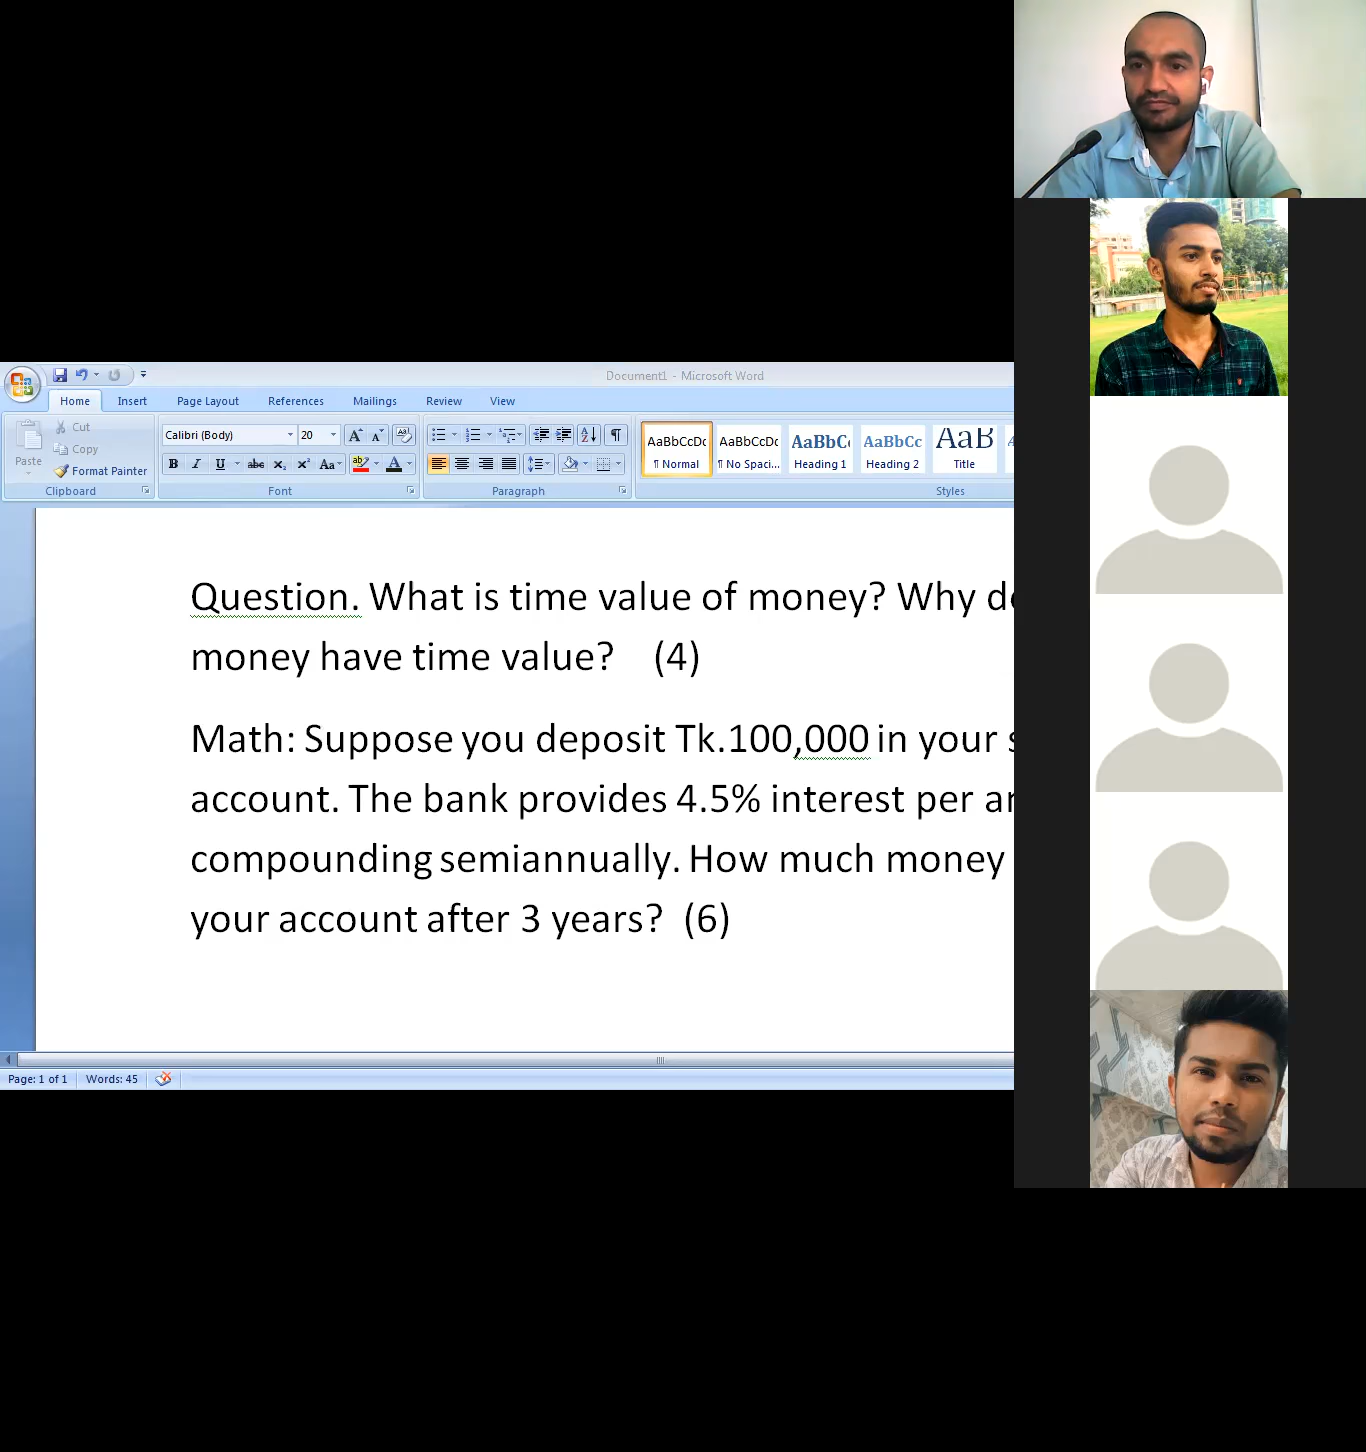 Document1 - Microsoft Word
Home Insert Page Layout References Mailings Review View
Paste
Cut
Copy
Format Painter
Clipboard
Calibri (Body) 20
Font
Paragraph
AaBbCcDc AaBbCcDc AaBbC AaBbCc AaB
¶ Normal ¶ No Spaci... Heading 1 Heading 2 Title
Styles
Question. What is time value of money? Why
money have time value? (4)
Math: Suppose you deposit Tk.100,000 in your
account. The bank provides 4.5% interest per
compounding semiannually. How much money
your account after 3 years? (6)
Page: 1 of 1 Words: 45